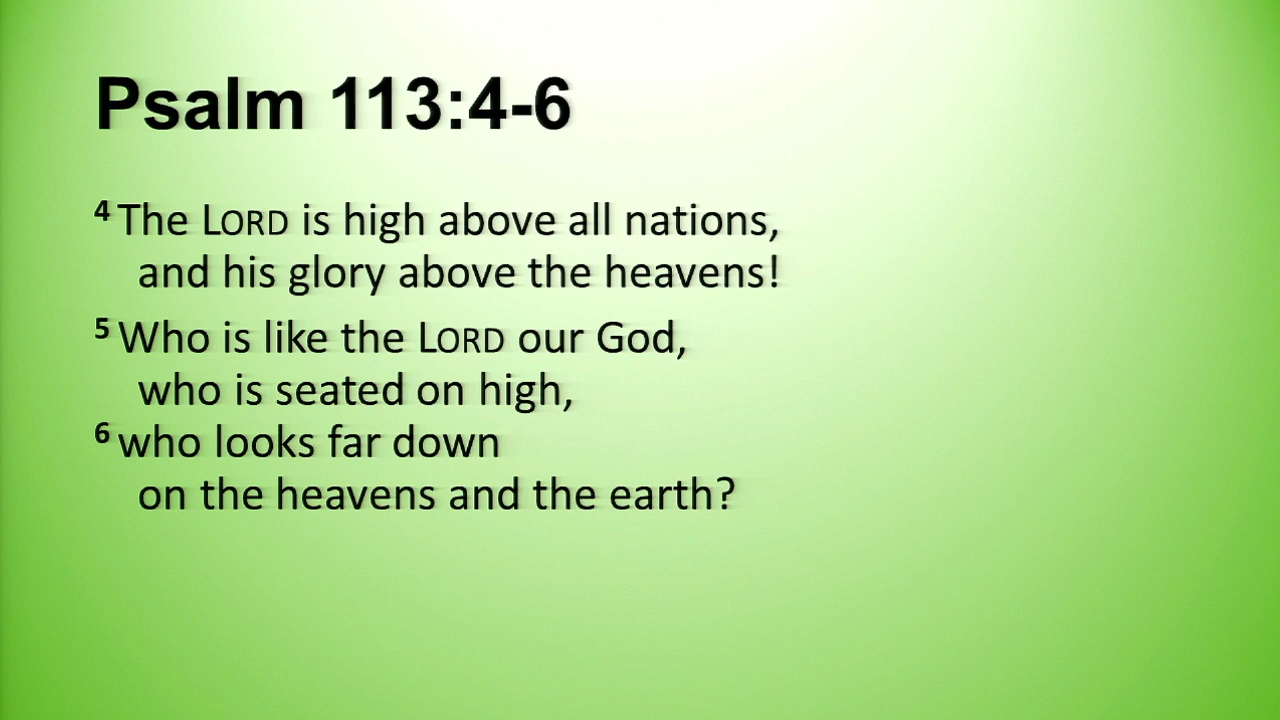 Psalm 113:4-6
4 The LORD is high above all nations,
and his glory above the heavens!
5 Who is like the LORD our God,
who is seated on high,
6 who looks far down
on the heavens and the earth?